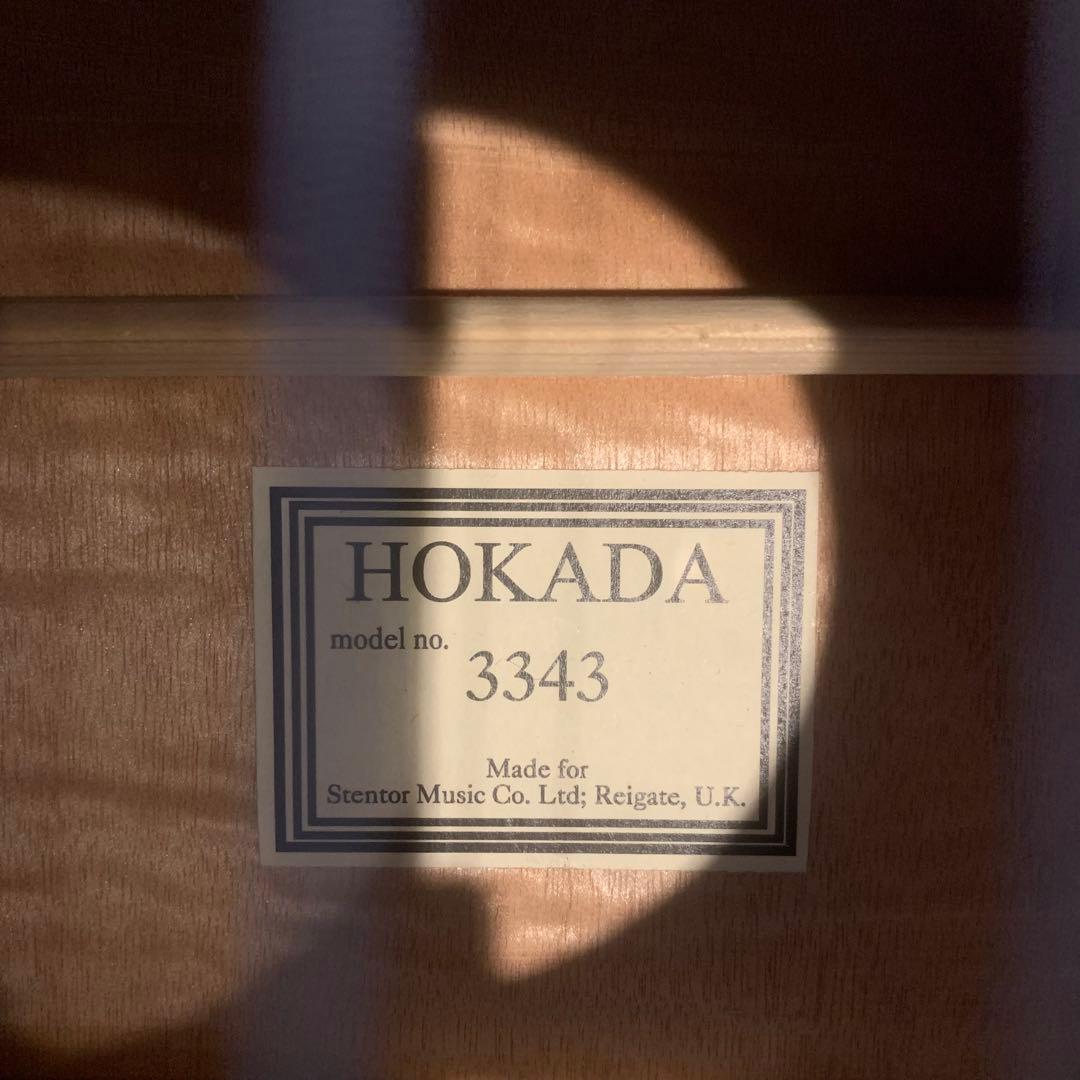 HOKADA
model no.
3343
Made for
Stentor Music Co. Ltd; Reigate, U.K.